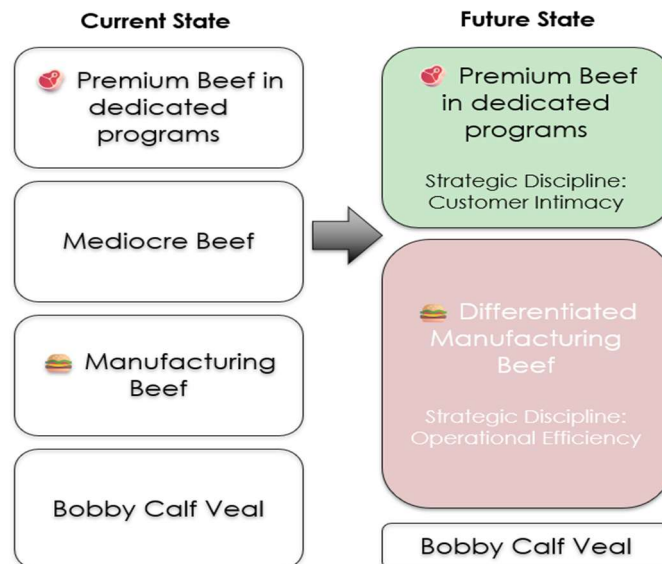 Current State
Premium Beef in
dedicated
programs
Mediocre Beef
Manufacturing
Beef
Bobby Calf Veal
Future State
Premium Beef
in dedicated
programs
Strategic Discipline:
Customer Intimacy
Differentiated
Manufacturing
Beef
Strategic Discipline:
Operational Efficiency
Bobby Calf Veal